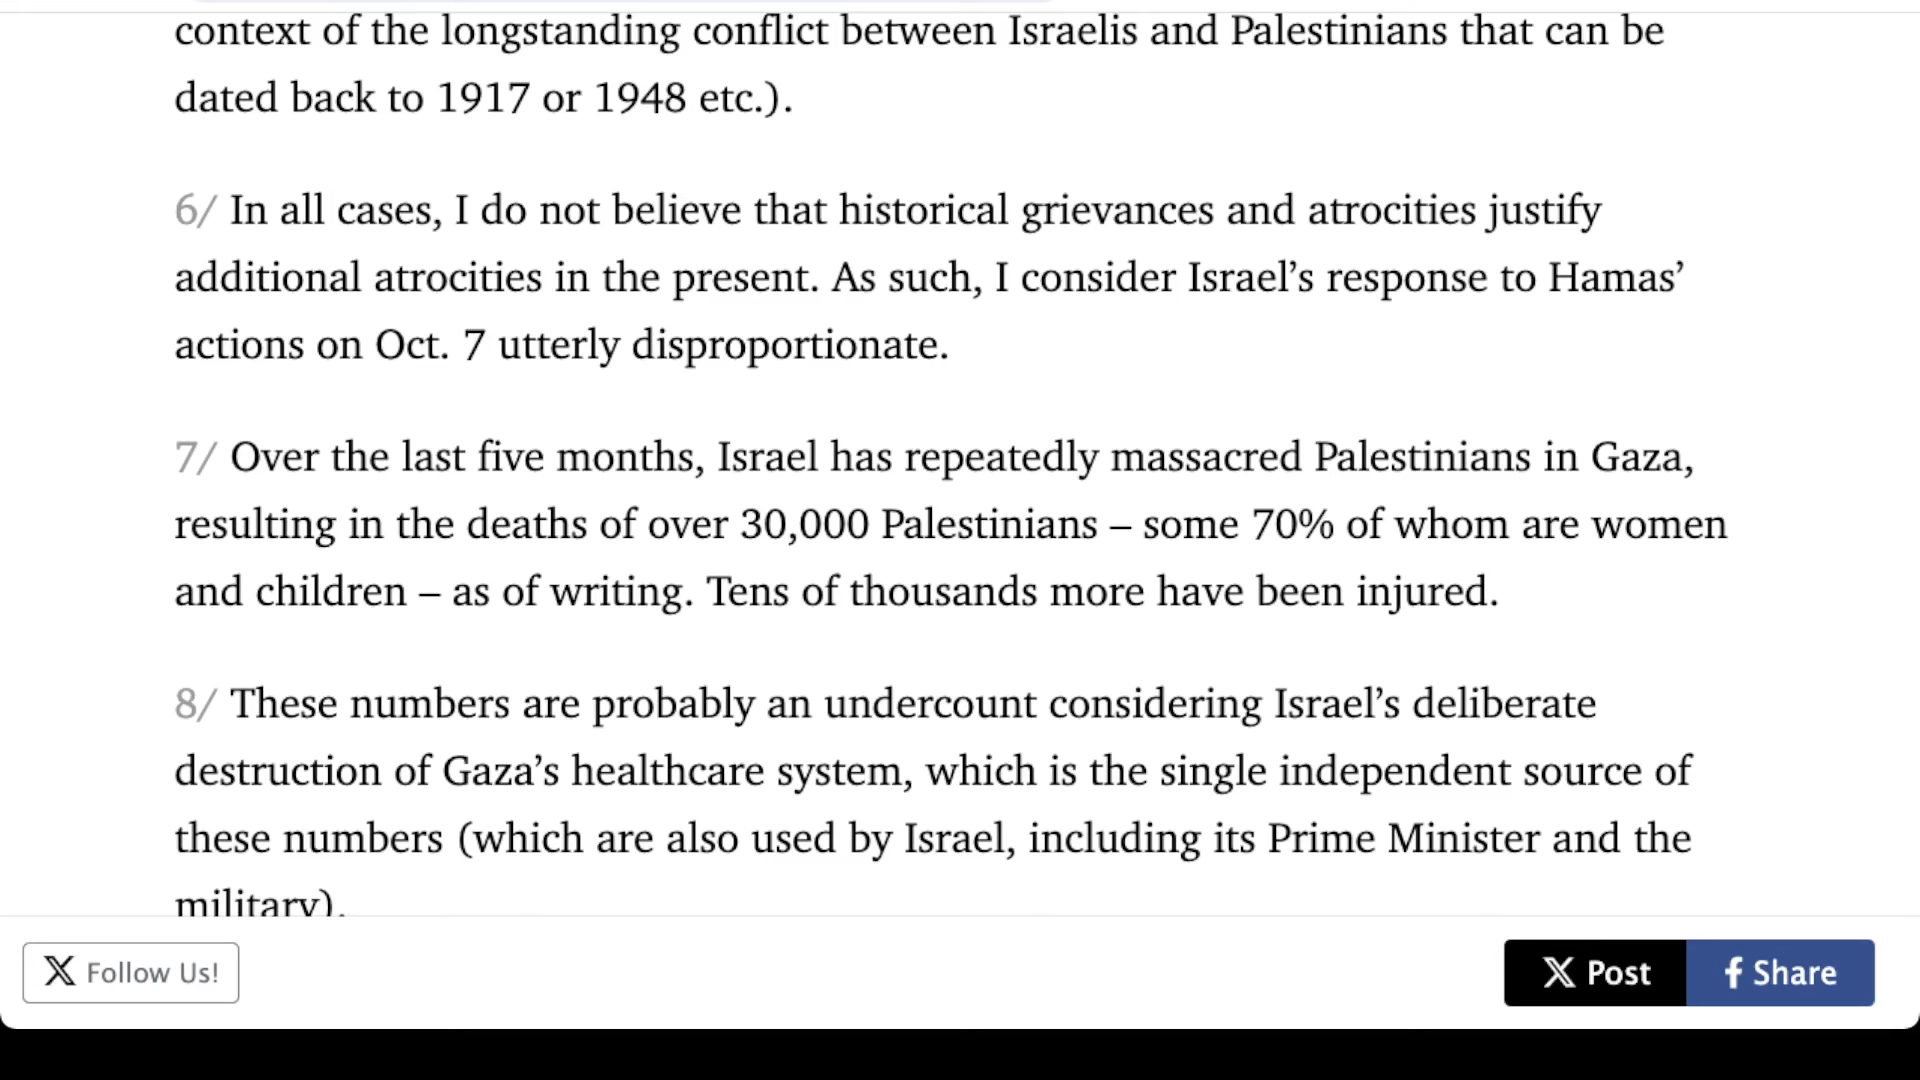 context of the longstanding conflict between Israelis and Palestinians that can be
dated back to 1917 or 1948 etc.).
6/ In all cases, I do not believe that historical grievances and atrocities justify
additional atrocities in the present. As such, I consider Israel’s response to Hamas’
actions on Oct. 7 utterly disproportionate.
7/ Over the last five months, Israel has repeatedly massacred Palestinians in Gaza,
resulting in the deaths of over 30,000 Palestinians – some 70% of whom are women
and children – as of writing. Tens of thousands more have been injured.
8/ These numbers are probably an undercount considering Israel’s deliberate
destruction of Gaza’s healthcare system, which is the single independent source of
these numbers (which are also used by Israel, including its Prime Minister and the
military).
X Follow Us!
X Post
f Share